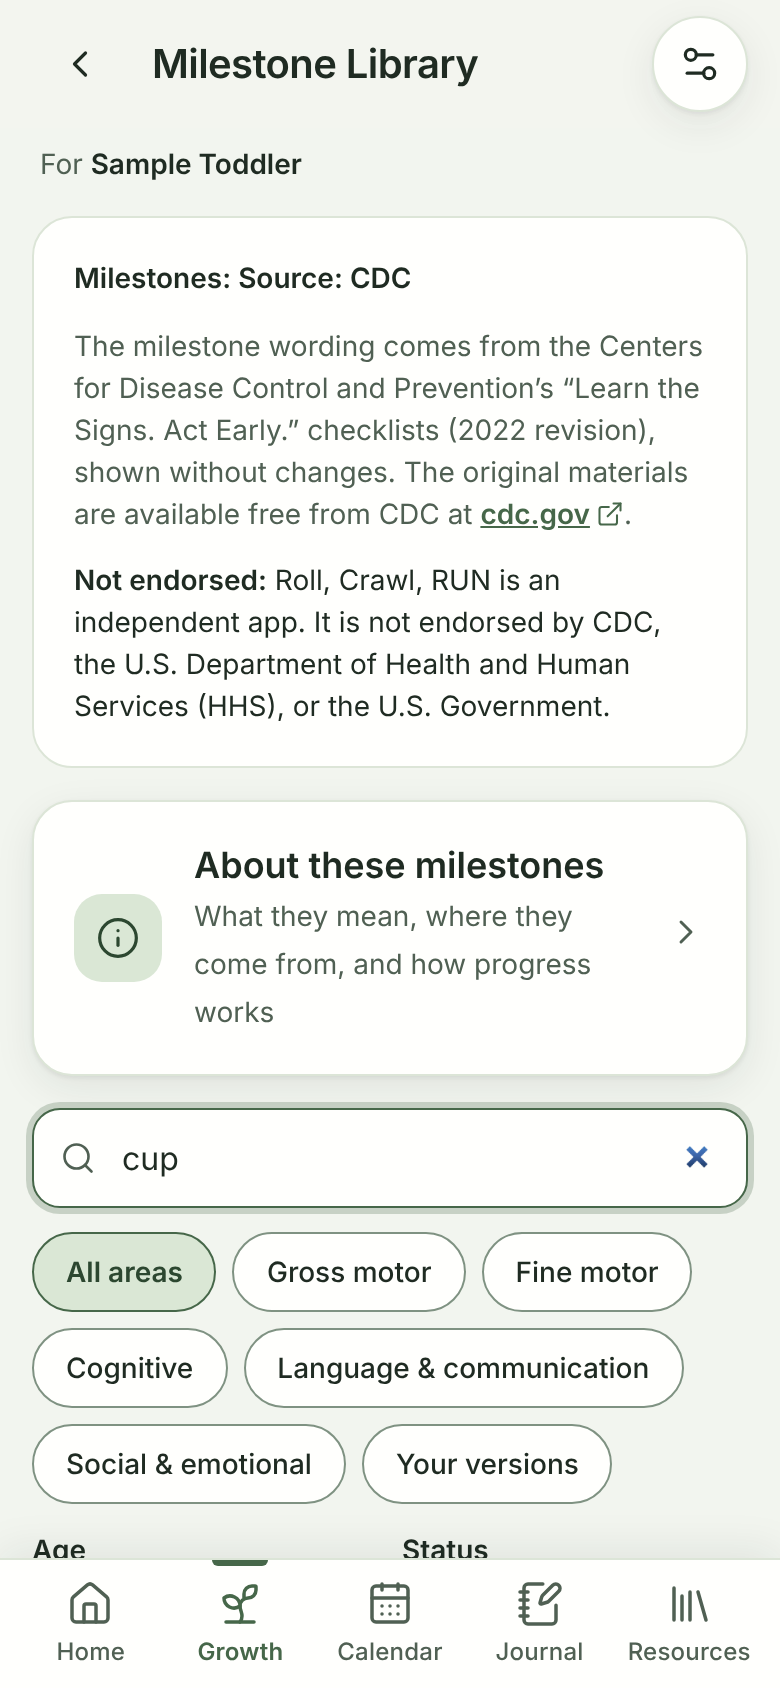 Milestone Library
For Sample Toddler
Milestones: Source: CDC
The milestone wording comes from the Centers
for Disease Control and Prevention’s “Learn the
Signs. Act Early.” checklists (2022 revision),
shown without changes. The original materials
are available free from CDC at cdc.gov.
Not endorsed: Roll, Crawl, RUN is an
independent app. It is not endorsed by CDC,
the U.S. Department of Health and Human
Services (HHS), or the U.S. Government.
About these milestones
What they mean, where they
come from, and how progress
works
cup
All areas Gross motor Fine motor
Cognitive Language & communication
Social & emotional Your versions
Age Status
Home Growth Calendar Journal Resources